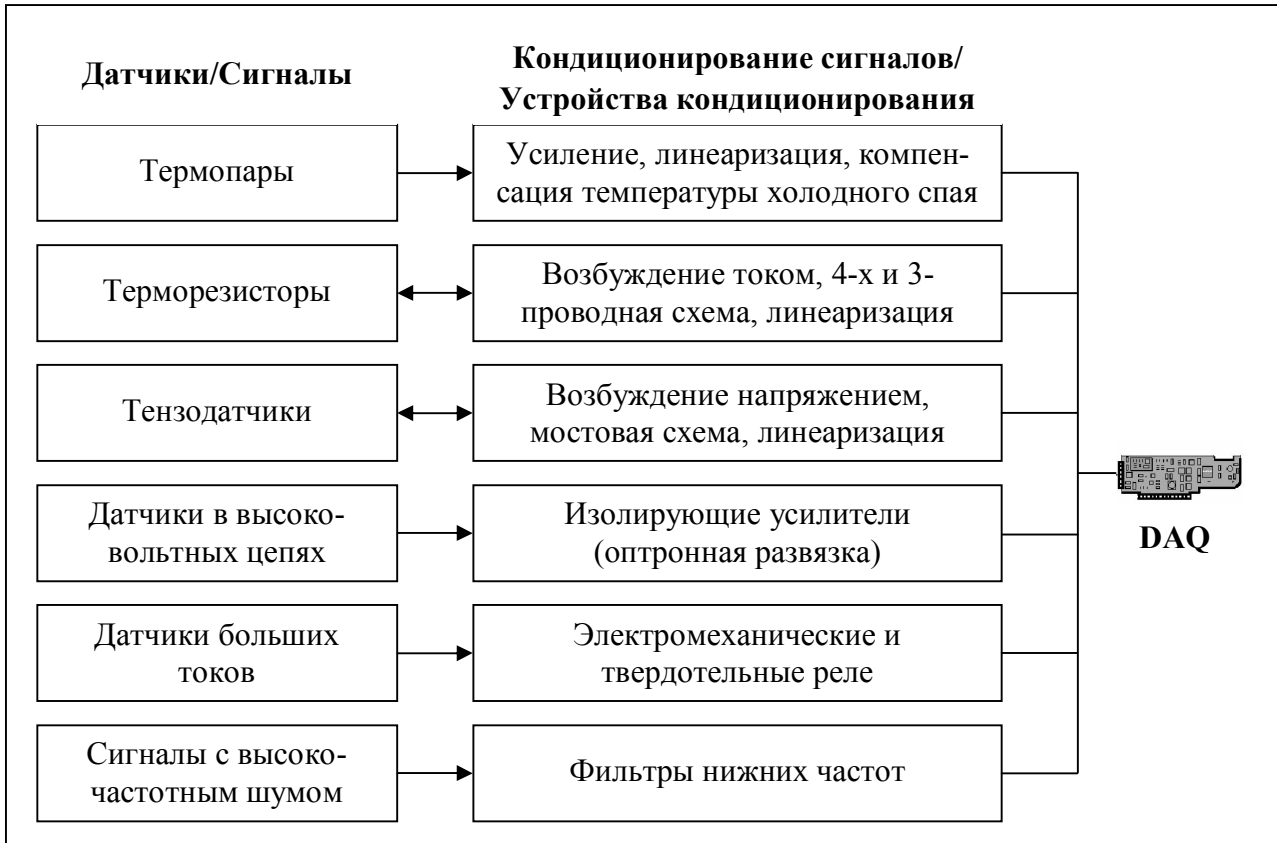 Датчики/Сигналы
Кондиционирование сигналов/
Устройства кондиционирования
Термопары
Усиление, линеаризация, компен-
сация температуры холодного спая
Терморезисторы
Возбуждение током, 4-х и 3-
проводная схема, линеаризация
Тензодатчики
Возбуждение напряжением,
мостовая схема, линеаризация
Датчики в высоко-
вольтных цепях
Изолирующие усилители
(оптронная развязка)
DAQ
Датчики больших
токов
Электромеханические и
твердотельные реле
Сигналы с высоко-
частотным шумом
Фильтры нижних частот